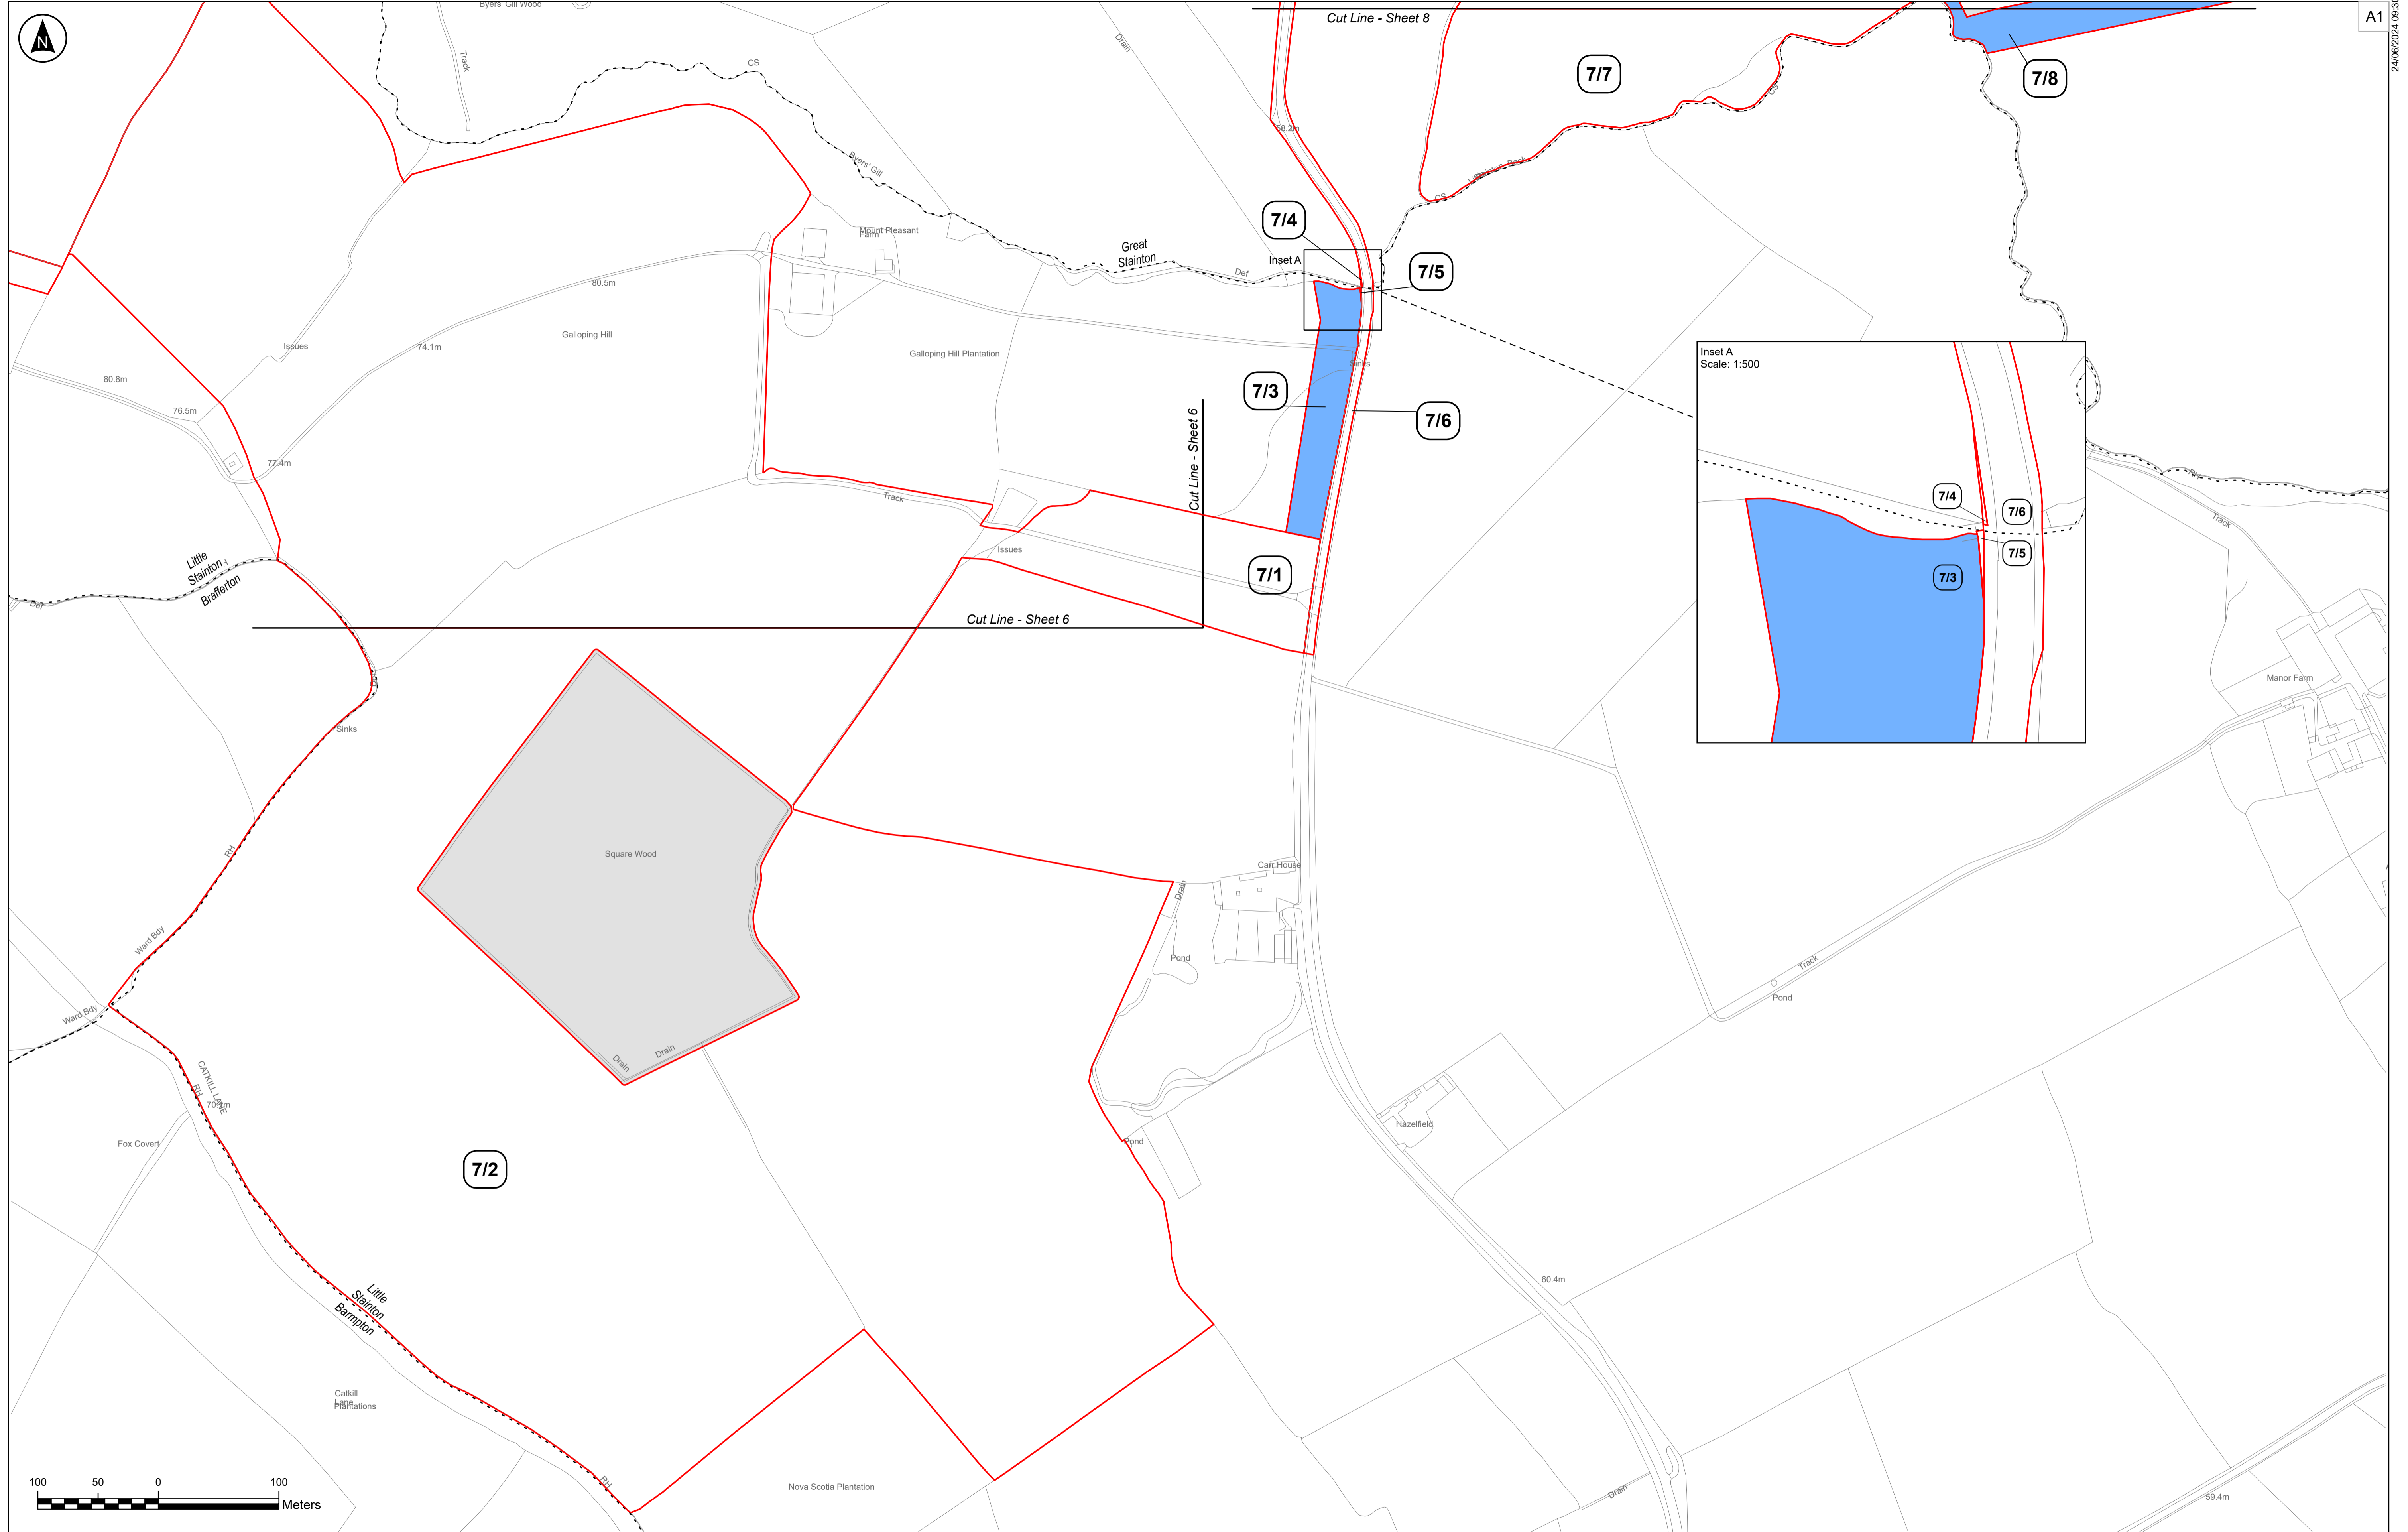 Byers' Gill Wood
Cut Line - Sheet 8
A1
24/06/2024 09:30
N
Track
CS
Drain
7/7
7/8
58.2m
CS
Byers' Gill
Beck
CS
Mount Pleasant
Farm
7/4
Great
Stainton
Def
Inset A
7/5
80.5m
Galloping Hill
74.1m
Issues
Galloping Hill Plantation
Sinks
Inset A
Scale: 1:500
80.8m
76.5m
7/3
7/6
Cut Line - Sheet 6
77.4m
Track
7/4
7/6
7/5
7/3
Track
Issues
Little
Stainton
Brafferton
Def
7/1
Cut Line - Sheet 6
Manor Farm
Sinks
RH
Square Wood
Carr House
Drain
Ward Bdy
Pond
Track
Pond
Ward Bdy
CATKILL LANE
RH
Drain
Drain
Fox Covert
Hazelfield
Pond
7/2
60.4m
Little
Stainton
Barmpton
Catkill
Lane
Plantations
RH
Nova Scotia Plantation
Drain
59.4m
100 50 0 100
Meters